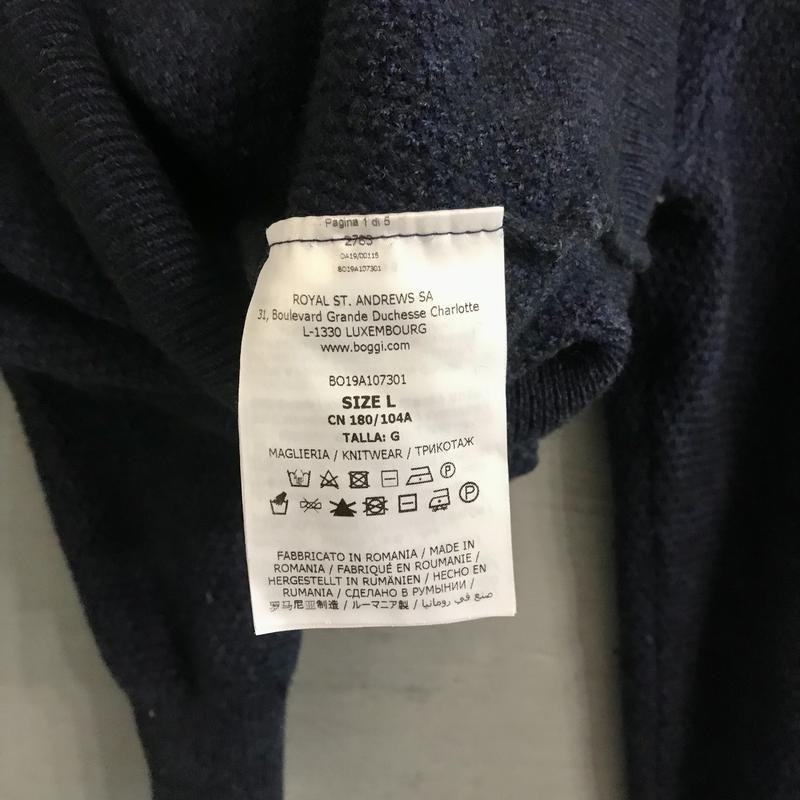 Pagina 1 di 5
2763
OA19/00115
BO19A107301
ROYAL ST. ANDREWS SA
31, Boulevard Grande Duchesse Charlotte
L-1330 LUXEMBOURG
www.boggi.com
BO19A107301
SIZE L
CN 180/104A
TALLA: G
MAGLIERIA / KNITWEAR / ТРИКОТАЖ
P
P
FABBRICATO IN ROMANIA / MADE IN
ROMANIA / FABRIQUÉ EN ROUMANIE /
HERGESTELLT IN RUMÄNIEN / HECHO EN
RUMANIA / СДЕЛАНО В РУМЫНИИ /
罗马尼亚制造 / ルーマニア製 / صنع في رومانيا